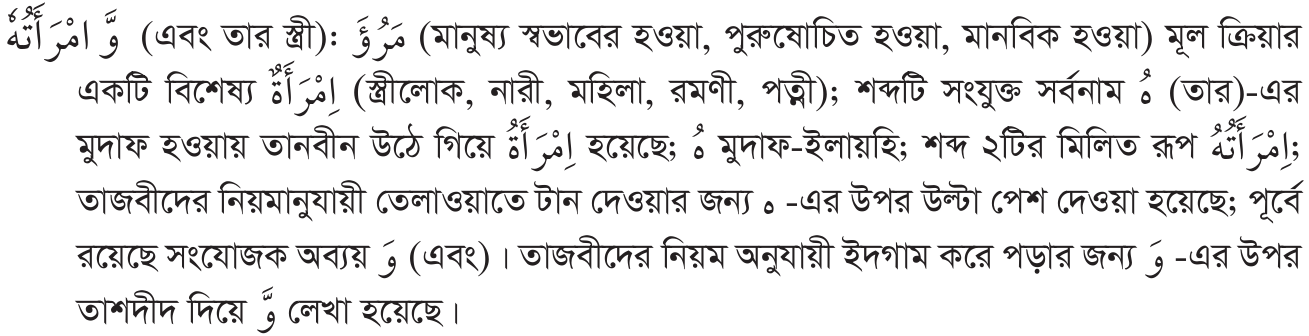 وَّ امْرَأَتُهٗ (এবং তার স্ত্রী): مَرُؤَ (মানুষ্য স্বভাবের হওয়া, পুরুষোচিত হওয়া, মানবিক হওয়া) মূল ক্রিয়ার
একটি বিশেষ্য اِمْرَأَةٌ (স্ত্রীলোক, নারী, মহিলা, রমণী, পত্নী); শব্দটি সংযুক্ত সর্বনাম هُ (তার)-এর
মুদাফ হওয়ায় তানবীন উঠে গিয়ে اِمْرَأَةُ হয়েছে; هُ মুদাফ-ইলায়হি; শব্দ ২টির মিলিত রূপ اِمْرَأَتُهُ;
তাজবীদের নিয়মানুযায়ী তেলাওয়াতে টান দেওয়ার জন্য ه -এর উপর উল্টা পেশ দেওয়া হয়েছে; পূর্বে
রয়েছে সংযোজক অব্যয় وَ (এবং)। তাজবীদের নিয়ম অনুযায়ী ইদগাম করে পড়ার জন্য وَ -এর উপর
তাশদীদ দিয়ে وَّ লেখা হয়েছে।